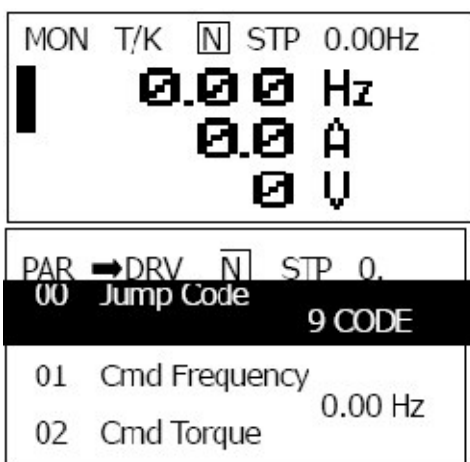 MON T/K N STP 0.00Hz
0.00 Hz
0.0 A
0 V
PAR ➡DRV N STP 0.
00 Jump Code
9 CODE
01 Cmd Frequency
0.00 Hz
02 Cmd Torque